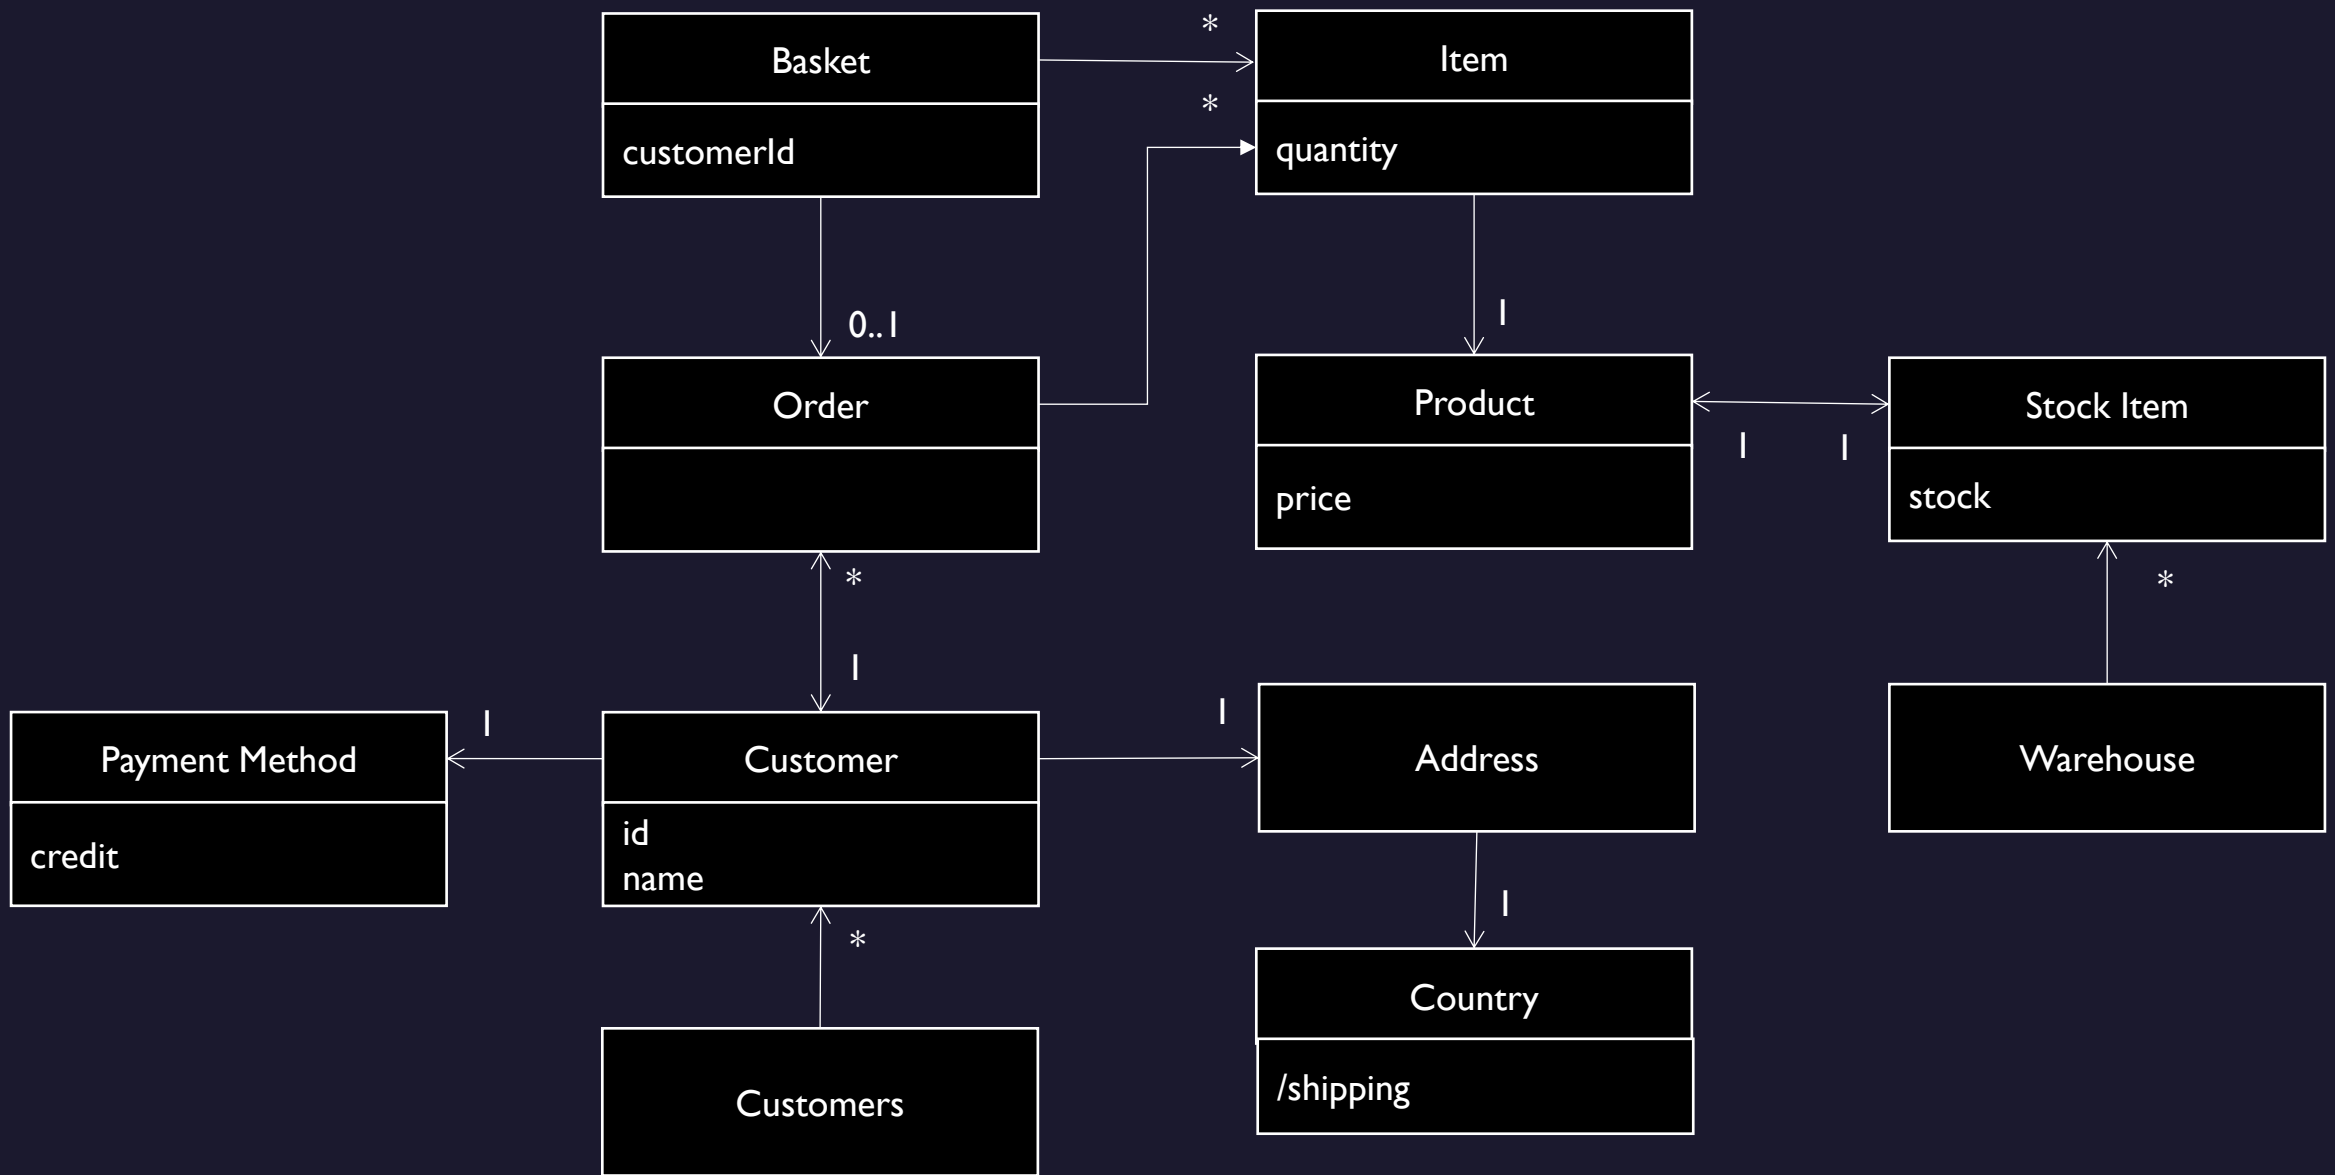 Basket
*
Item
customerId
*
quantity
0..1
1
Order
Product
Stock Item
1
1
price
stock
*
*
1
1
1
Payment Method
Customer
Address
Warehouse
credit
id
name
1
*
Country
Customers
/shipping